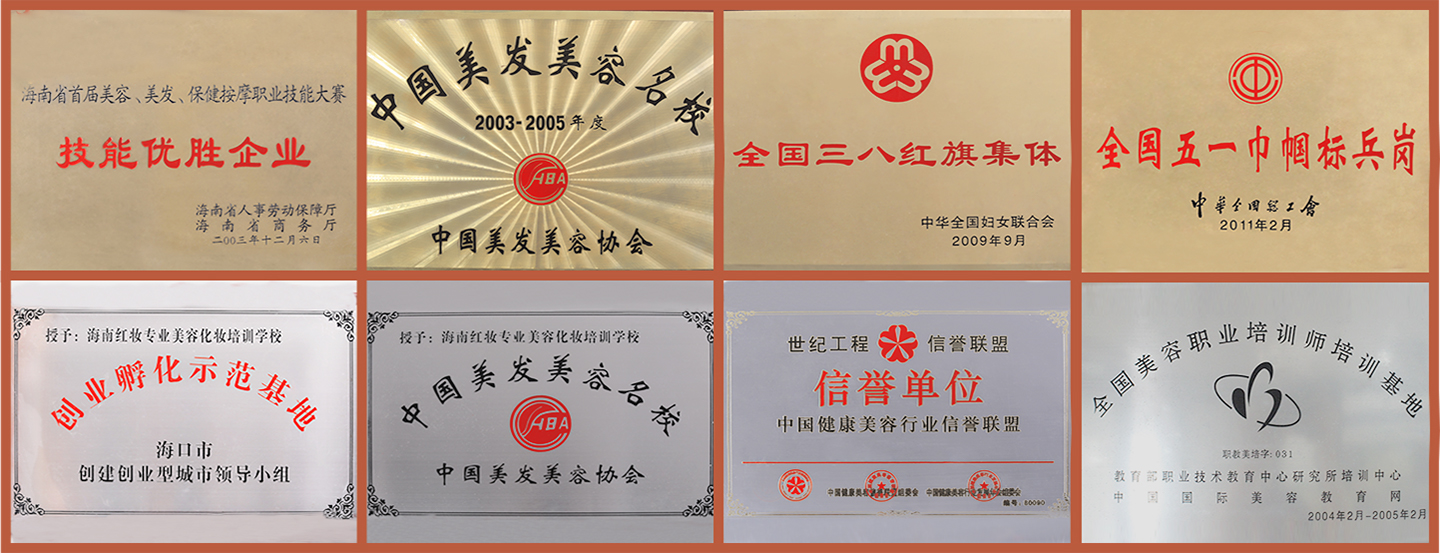 海南省首届美容、美发、保健按摩职业技能大赛
技能优胜企业
海南省人事劳动保障厅
海南省商务厅
二00三年十二月六日
中国美发美容名校
2003-2005年度
HBA
中国美发美容协会
全国三八红旗集体
中华全国妇女联合会
2009年9月
全国五一巾帼标兵岗
中华全国总工会
2011年2月
授予：海南红妆专业美容化妆培训学校
创业孵化示范基地
海口市
创建创业型城市领导小组
授予：海南红妆专业美容化妆培训学校
中国美发美容名校
HBA
中国美发美容协会
世纪工程 信誉联盟
信誉单位
中国健康美容行业信誉联盟
编号：00090
全国美容职业培训师培训基地
职教美培字：031
教育部职业技术教育中心研究所培训中心
中国国际美容教育网
2004年2月-2005年2月